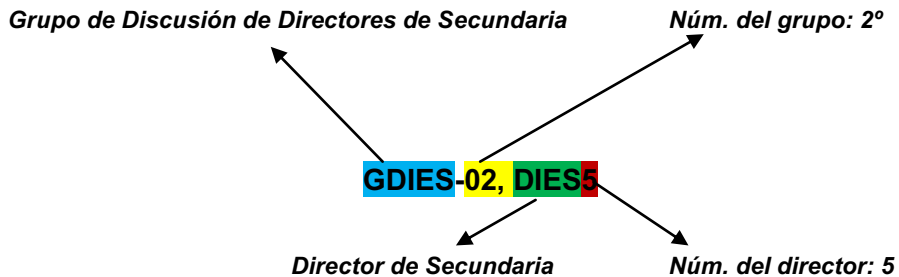 Grupo de Discusión de Directores de Secundaria Núm. del grupo: 2º
GDIES-02, DIES5
Director de Secundaria Núm. del director: 5